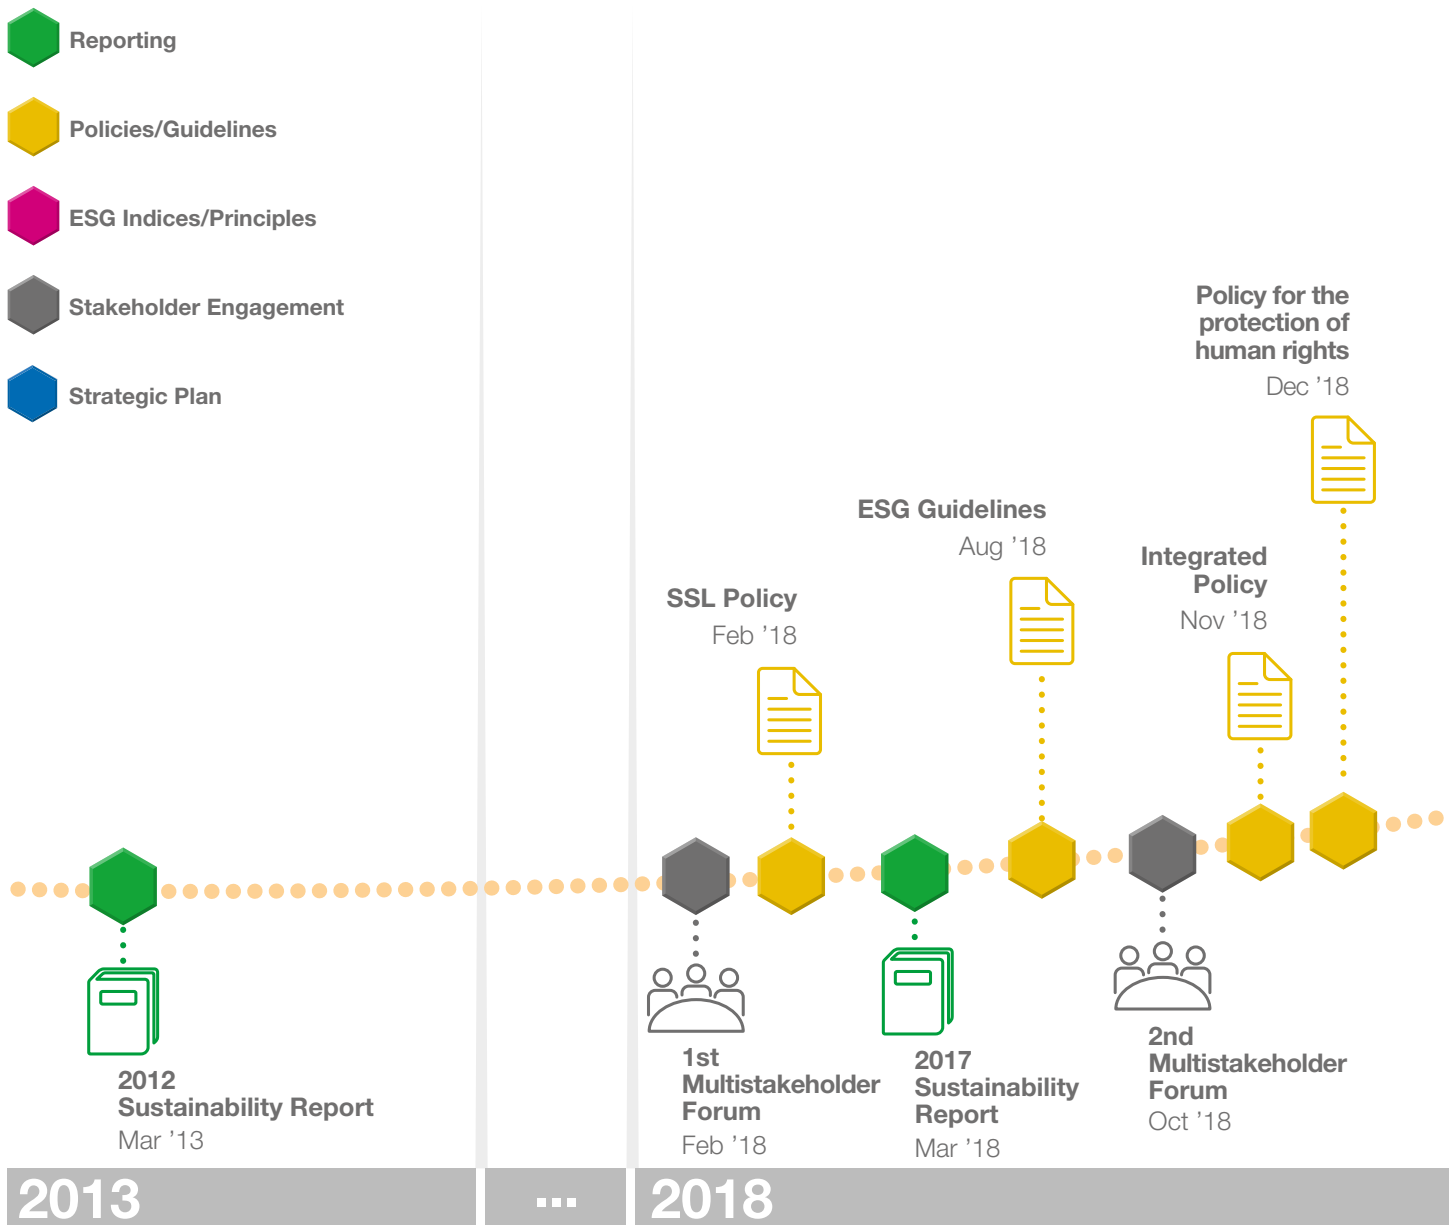 Reporting
Policies/Guidelines
ESG Indices/Principles
Stakeholder Engagement
Strategic Plan
Policy for the
protection of
human rights
Dec ’18
ESG Guidelines
Aug ’18
Integrated
Policy
Nov ’18
SSL Policy
Feb ’18
2012
Sustainability Report
Mar ’13
1st
Multistakeholder
Forum
Feb ’18
2017
Sustainability
Report
Mar ’18
2nd
Multistakeholder
Forum
Oct ’18
2013
...
2018